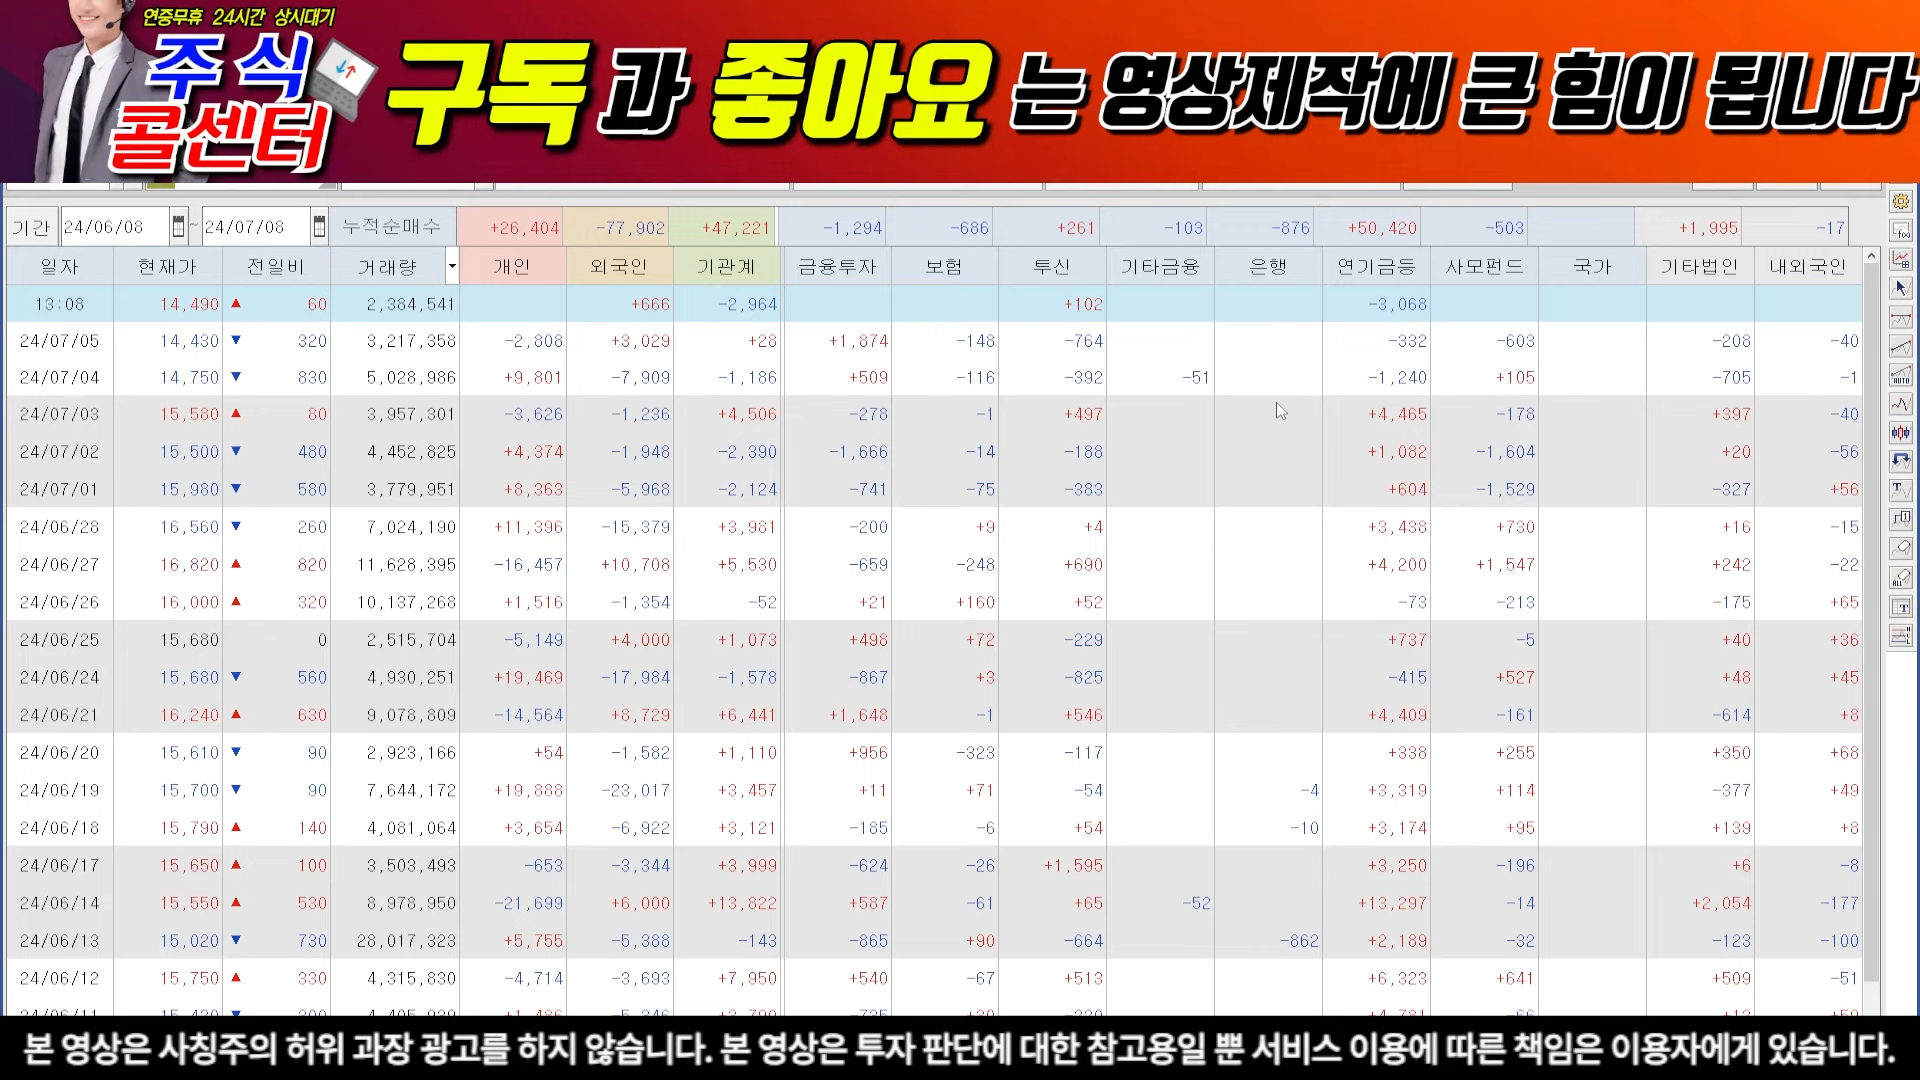 연중무휴 24시간 상시대기
주식
콜센터
구독과 좋아요는 영상제작에 큰 힘이 됩니다
기간 24/06/08 ~ 24/07/08 누적순매수 +26,404 -77,902 +47,221 -1,294 -686 +261 -103 -876 +50,420 -503 +1,995 -17
일자 현재가 전일비 거래량 개인 외국인 기관계 금융투자 보험 투신 기타금융 은행 연기금등 사모펀드 국가 기타법인 내외국인
13:08 14,490 ▲ 60 2,384,541 +666 -2,964 +102 -3,068
24/07/05 14,430 ▼ 320 3,217,358 -2,808 +3,029 +28 +1,874 -148 -764 -332 -603 -208 -40
24/07/04 14,750 ▼ 830 5,028,986 +9,801 -7,909 -1,186 +509 -116 -392 -51 -1,240 +105 -705 -1
24/07/03 15,580 ▲ 80 3,957,301 -3,626 -1,236 +4,506 -278 -1 +497 +4,465 -178 +397 -40
24/07/02 15,500 ▼ 480 4,452,825 +4,374 -1,948 -2,390 -1,666 -14 -188 +1,082 -1,604 +20 -56
24/07/01 15,980 ▼ 580 3,779,951 +8,363 -5,968 -2,124 -741 -75 -383 +604 -1,529 -327 +56
24/06/28 16,560 ▼ 260 7,024,190 +11,396 -15,379 +3,981 -200 +9 +4 +3,438 +730 +16 -15
24/06/27 16,820 ▲ 820 11,628,395 -16,457 +10,708 +5,530 -659 -248 +690 +4,200 +1,547 +242 -22
24/06/26 16,000 ▲ 320 10,137,268 +1,516 -1,354 -52 +21 +160 +52 -73 -213 -175 +65
24/06/25 15,680 0 2,515,704 -5,149 +4,000 +1,073 +498 +72 -229 +737 -5 +40 +36
24/06/24 15,680 ▼ 560 4,930,251 +19,469 -17,984 -1,578 -867 +3 -825 -415 +527 +48 +45
24/06/21 16,240 ▲ 630 9,078,809 -14,564 +8,729 +6,441 +1,648 -1 +546 +4,409 -161 -614 +8
24/06/20 15,610 ▼ 90 2,923,166 +54 -1,582 +1,110 +956 -323 -117 +338 +255 +350 +68
24/06/19 15,700 ▼ 90 7,644,172 +19,888 -23,017 +3,457 +11 +71 -54 -4 +3,319 +114 -377 +49
24/06/18 15,790 ▲ 140 4,081,064 +3,654 -6,922 +3,121 -185 -6 +54 -10 +3,174 +95 +139 +8
24/06/17 15,650 ▲ 100 3,503,493 -653 -3,344 +3,999 -624 -26 +1,595 +3,250 -196 +6 -8
24/06/14 15,550 ▲ 530 8,978,950 -21,699 +6,000 +13,822 +587 -61 +65 -52 +13,297 -14 +2,054 -177
24/06/13 15,020 ▼ 730 28,017,323 +5,755 -5,388 -143 -865 +90 -664 -862 +2,189 -32 -123 -100
24/06/12 15,750 ▲ 330 4,315,830 -4,714 -3,693 +7,950 +540 -67 +513 +6,323 +641 +509 -51
본 영상은 사칭주의 허위 과장 광고를 하지 않습니다. 본 영상은 투자 판단에 대한 참고용일 뿐 서비스 이용에 따른 책임은 이용자에게 있습니다.